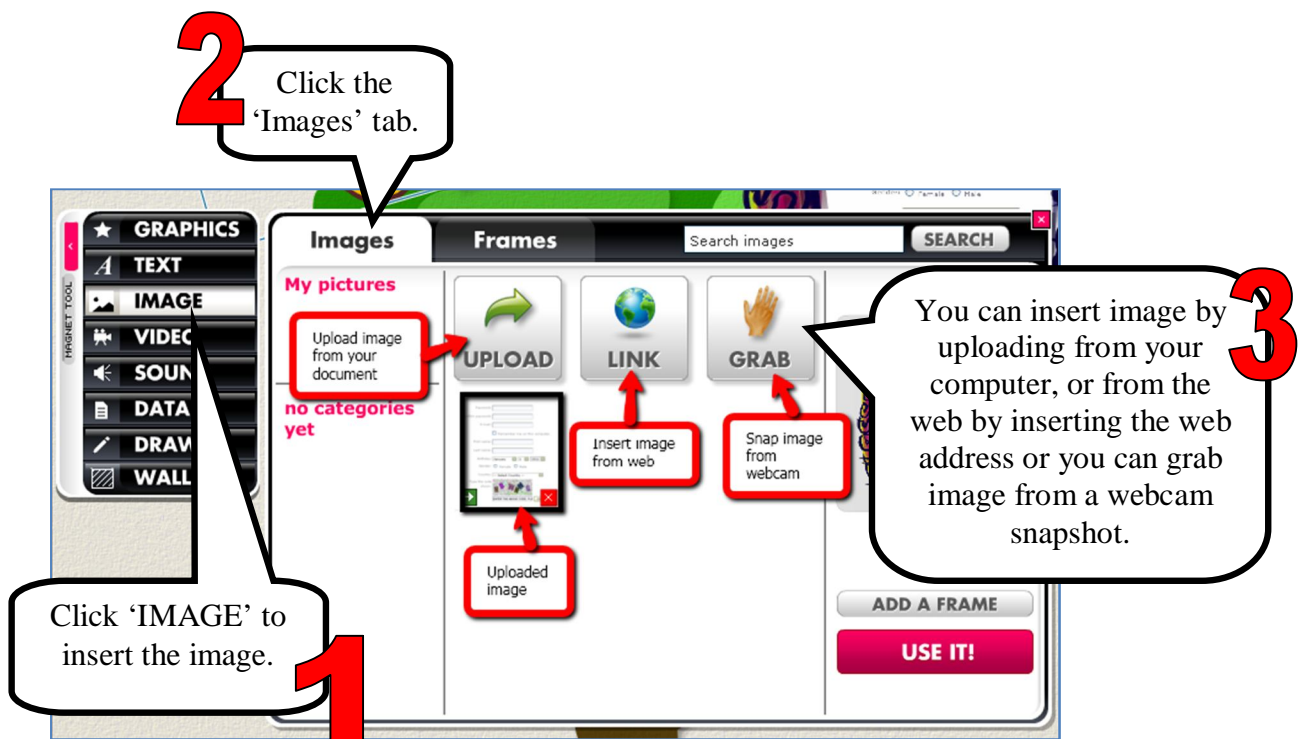 2
Click the
‘Images’ tab.
GRAPHICS
TEXT
IMAGE
VIDEO
SOUN
DATA
DRAW
WALL
MAGNET TOOL
Images
Frames
Search images
SEARCH
My pictures
Upload image
from your
document
no categories
yet
UPLOAD
LINK
GRAB
Insert image
from web
Snap image
from
webcam
Uploaded
image
3
You can insert image by
uploading from your
computer, or from the
web by inserting the web
address or you can grab
image from a webcam
snapshot.
ADD A FRAME
USE IT!
Click ‘IMAGE’ to
insert the image.
1